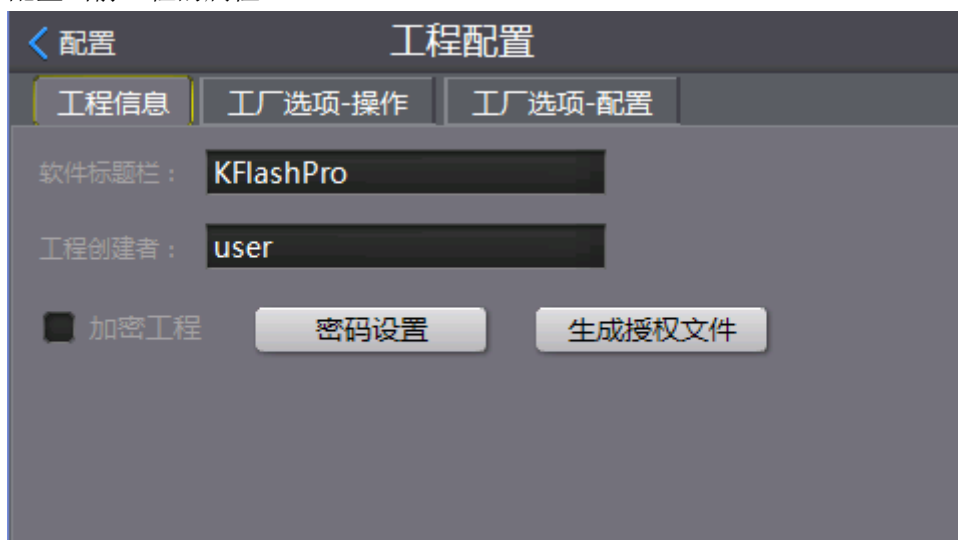 配置 工程配置
工程信息 工厂选项-操作 工厂选项-配置
软件标题栏： KFlashPro
工程创建者： user
加密工程 密码设置 生成授权文件